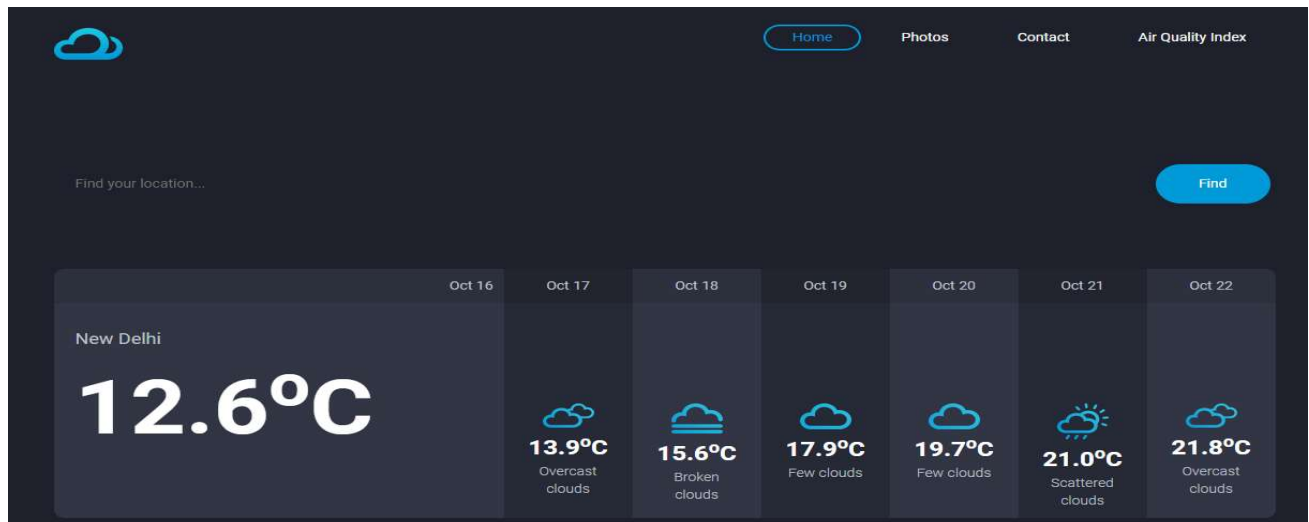 Home Photos Contact Air Quality Index
Find your location...
Find
Oct 16 Oct 17 Oct 18 Oct 19 Oct 20 Oct 21 Oct 22
New Delhi
12.6°C
13.9°C
Overcast
clouds
15.6°C
Broken
clouds
17.9°C
Few clouds
19.7°C
Few clouds
21.0°C
Scattered
clouds
21.8°C
Overcast
clouds